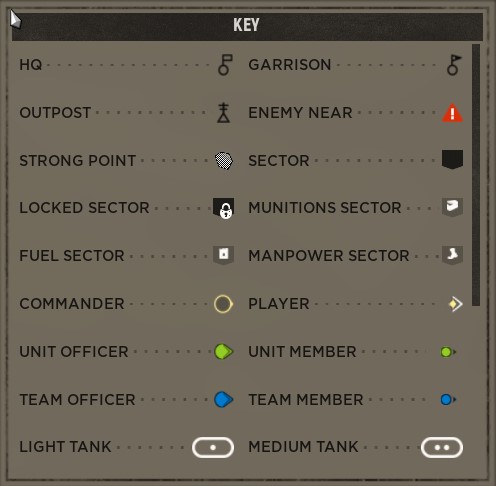 KEY
HQ
GARRISON
OUTPOST
ENEMY NEAR
STRONG POINT
SECTOR
LOCKED SECTOR
MUNITIONS SECTOR
FUEL SECTOR
MANPOWER SECTOR
COMMANDER
PLAYER
UNIT OFFICER
UNIT MEMBER
TEAM OFFICER
TEAM MEMBER
LIGHT TANK
MEDIUM TANK